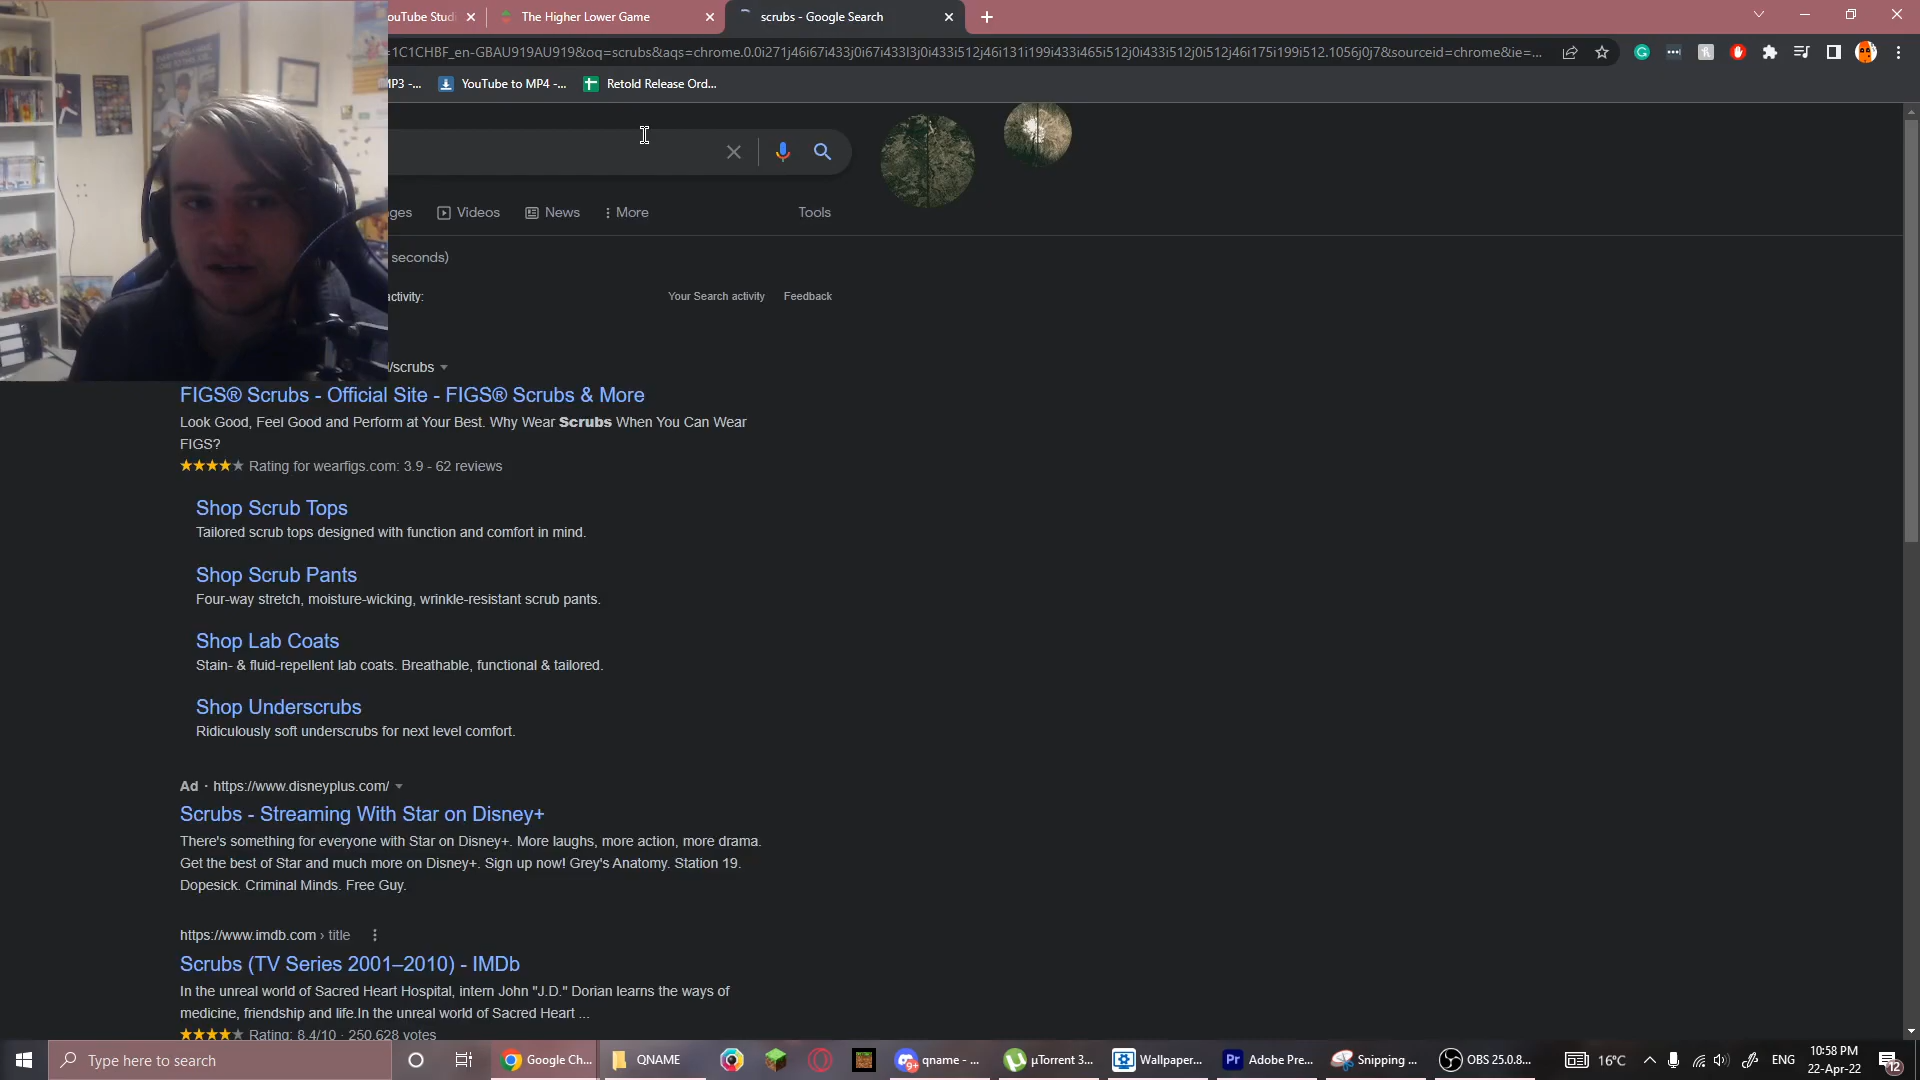 ouTube Studi
The Higher Lower Game
scrubs - Google Search
=1C1CHBF_en-GBAU919AU919&oq=scrubs&aqs=chrome.0.0i271j46i67i433j0i67i433l3j0i433i512j46i131i199i433i465i512j0i433i512j0i512j46i175i199i512.1056j0j7&sourceid=chrome&ie=...
MP3 -...
YouTube to MP4 -...
Retold Release Ord...
ges
Videos
News
More
Tools
seconds)
ctivity:
Your Search activity
Feedback
/scrubs
FIGS® Scrubs - Official Site - FIGS® Scrubs & More
Look Good, Feel Good and Perform at Your Best. Why Wear Scrubs When You Can Wear
FIGS?
Rating for wearfigs.com: 3.9 - 62 reviews
Shop Scrub Tops
Tailored scrub tops designed with function and comfort in mind.
Shop Scrub Pants
Four-way stretch, moisture-wicking, wrinkle-resistant scrub pants.
Shop Lab Coats
Stain- & fluid-repellent lab coats. Breathable, functional & tailored.
Shop Underscrubs
Ridiculously soft underscrubs for next level comfort.
Ad · https://www.disneyplus.com/
Scrubs - Streaming With Star on Disney+
There's something for everyone with Star on Disney+. More laughs, more action, more drama.
Get the best of Star and much more on Disney+. Sign up now! Grey's Anatomy. Station 19.
Dopesick. Criminal Minds. Free Guy.
https://www.imdb.com › title
Scrubs (TV Series 2001–2010) - IMDb
In the unreal world of Sacred Heart Hospital, intern John "J.D." Dorian learns the ways of
medicine, friendship and life.In the unreal world of Sacred Heart ...
Rating: 8.4/10 · 250,628 votes
Type here to search
Google Ch...
QNAME
qname - ...
µTorrent 3...
Wallpaper...
Adobe Pre...
Snipping ...
OBS 25.0.8...
16°C
ENG
10:58 PM
22-Apr-22
12